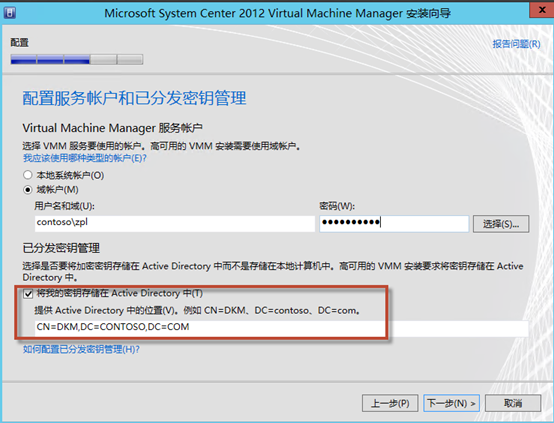 Microsoft System Center 2012 Virtual Machine Manager 安装向导
x
配置
报告问题(R)
配置服务帐户和已分发密钥管理
Virtual Machine Manager 服务帐户
选择 VMM 服务要使用的帐户。高可用的 VMM 安装需要使用域帐户。
我应该使用哪种类型的帐户(E)?
本地系统帐户(O)
域帐户(M)
用户名和域(U):
密码(W):
contoso\zpl
●●●●●●●●●●
选择(S)...
已分发密钥管理
选择是否要将加密密钥存储在 Active Directory 中而不是存储在本地计算机中。高可用的 VMM 安装要求将密钥存储在 Active
Directory 中。
将我的密钥存储在 Active Directory 中(T)
提供 Active Directory 中的位置(V)。例如 CN=DKM、DC=contoso、DC=com。
CN=DKM,DC=CONTOSO,DC=COM
如何配置已分发密钥管理(H)?
上一步(P)
下一步(N) >
取消